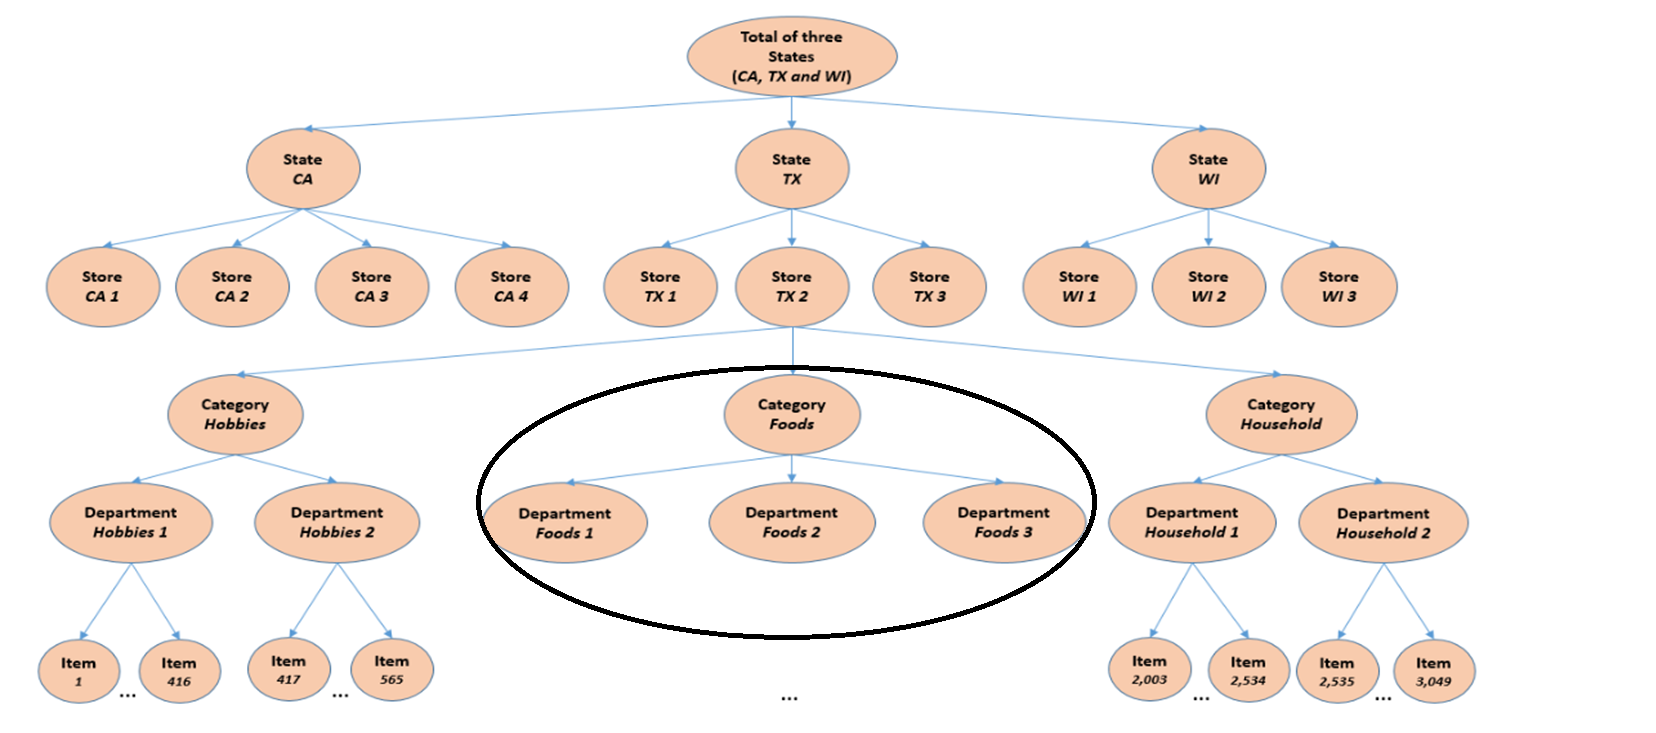 Total of three
States
(CA, TX and WI)
State
CA
State
TX
State
WI
Store
CA 1
Store
CA 2
Store
CA 3
Store
CA 4
Store
TX 1
Store
TX 2
Store
TX 3
Store
WI 1
Store
WI 2
Store
WI 3
Category
Hobbies
Category
Foods
Category
Household
Department
Hobbies 1
Department
Hobbies 2
Department
Foods 1
Department
Foods 2
Department
Foods 3
Department
Household 1
Department
Household 2
Item
1
...
Item
416
Item
417
...
Item
565
...
Item
2,003
...
Item
2,534
Item
2,535
...
Item
3,049